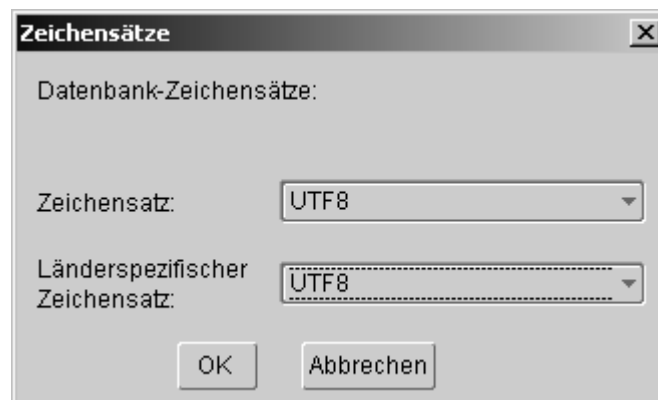 Zeichensätze
Datenbank-Zeichensätze:
Zeichensatz: UTF8
Länderspezifischer
Zeichensatz: UTF8
OK Abbrechen